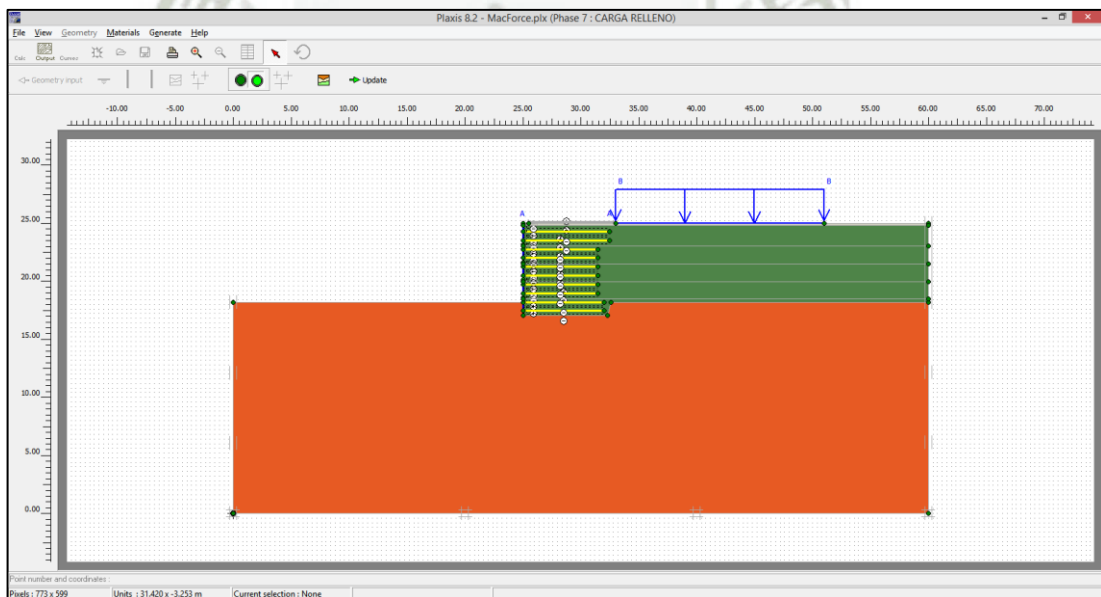 Plaxis 8.2 - MacForce.plx (Phase 7 : CARGA RELLENO)
File View Geometry Materials Generate Help
Calc Output Curves
Geometry input Update
-10.00 -5.00 0.00 5.00 10.00 15.00 20.00 25.00 30.00 35.00 40.00 45.00 50.00 55.00 60.00 65.00 70.00
30.00
B B
25.00
A A
20.00
15.00
10.00
5.00
0.00
Point number and coordinates :
Pixels : 773 x 599 Units : 31.420 x -3.253 m Current selection : None